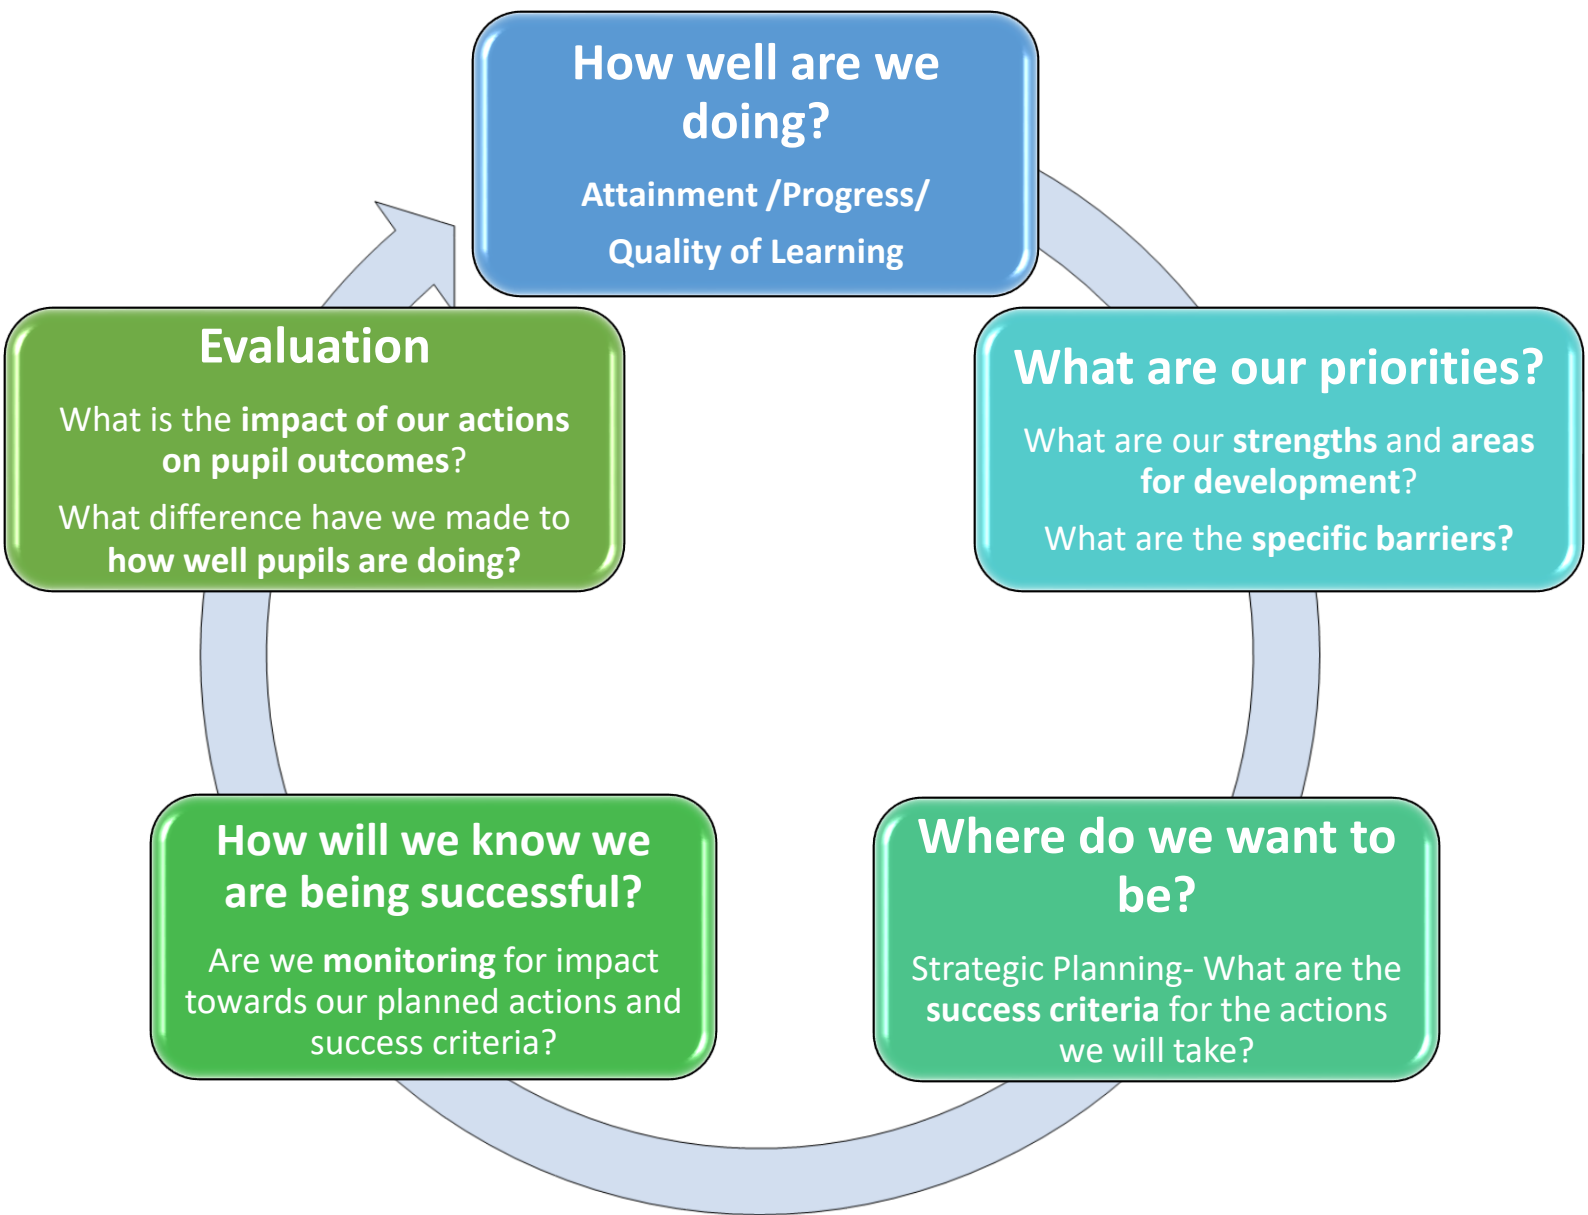 How well are we
doing?
Attainment /Progress/
Quality of Learning
What are our priorities?
What are our strengths and areas
for development?
What are the specific barriers?
Where do we want to
be?
Strategic Planning- What are the
success criteria for the actions
we will take?
How will we know we
are being successful?
Are we monitoring for impact
towards our planned actions and
success criteria?
Evaluation
What is the impact of our actions
on pupil outcomes?
What difference have we made to
how well pupils are doing?